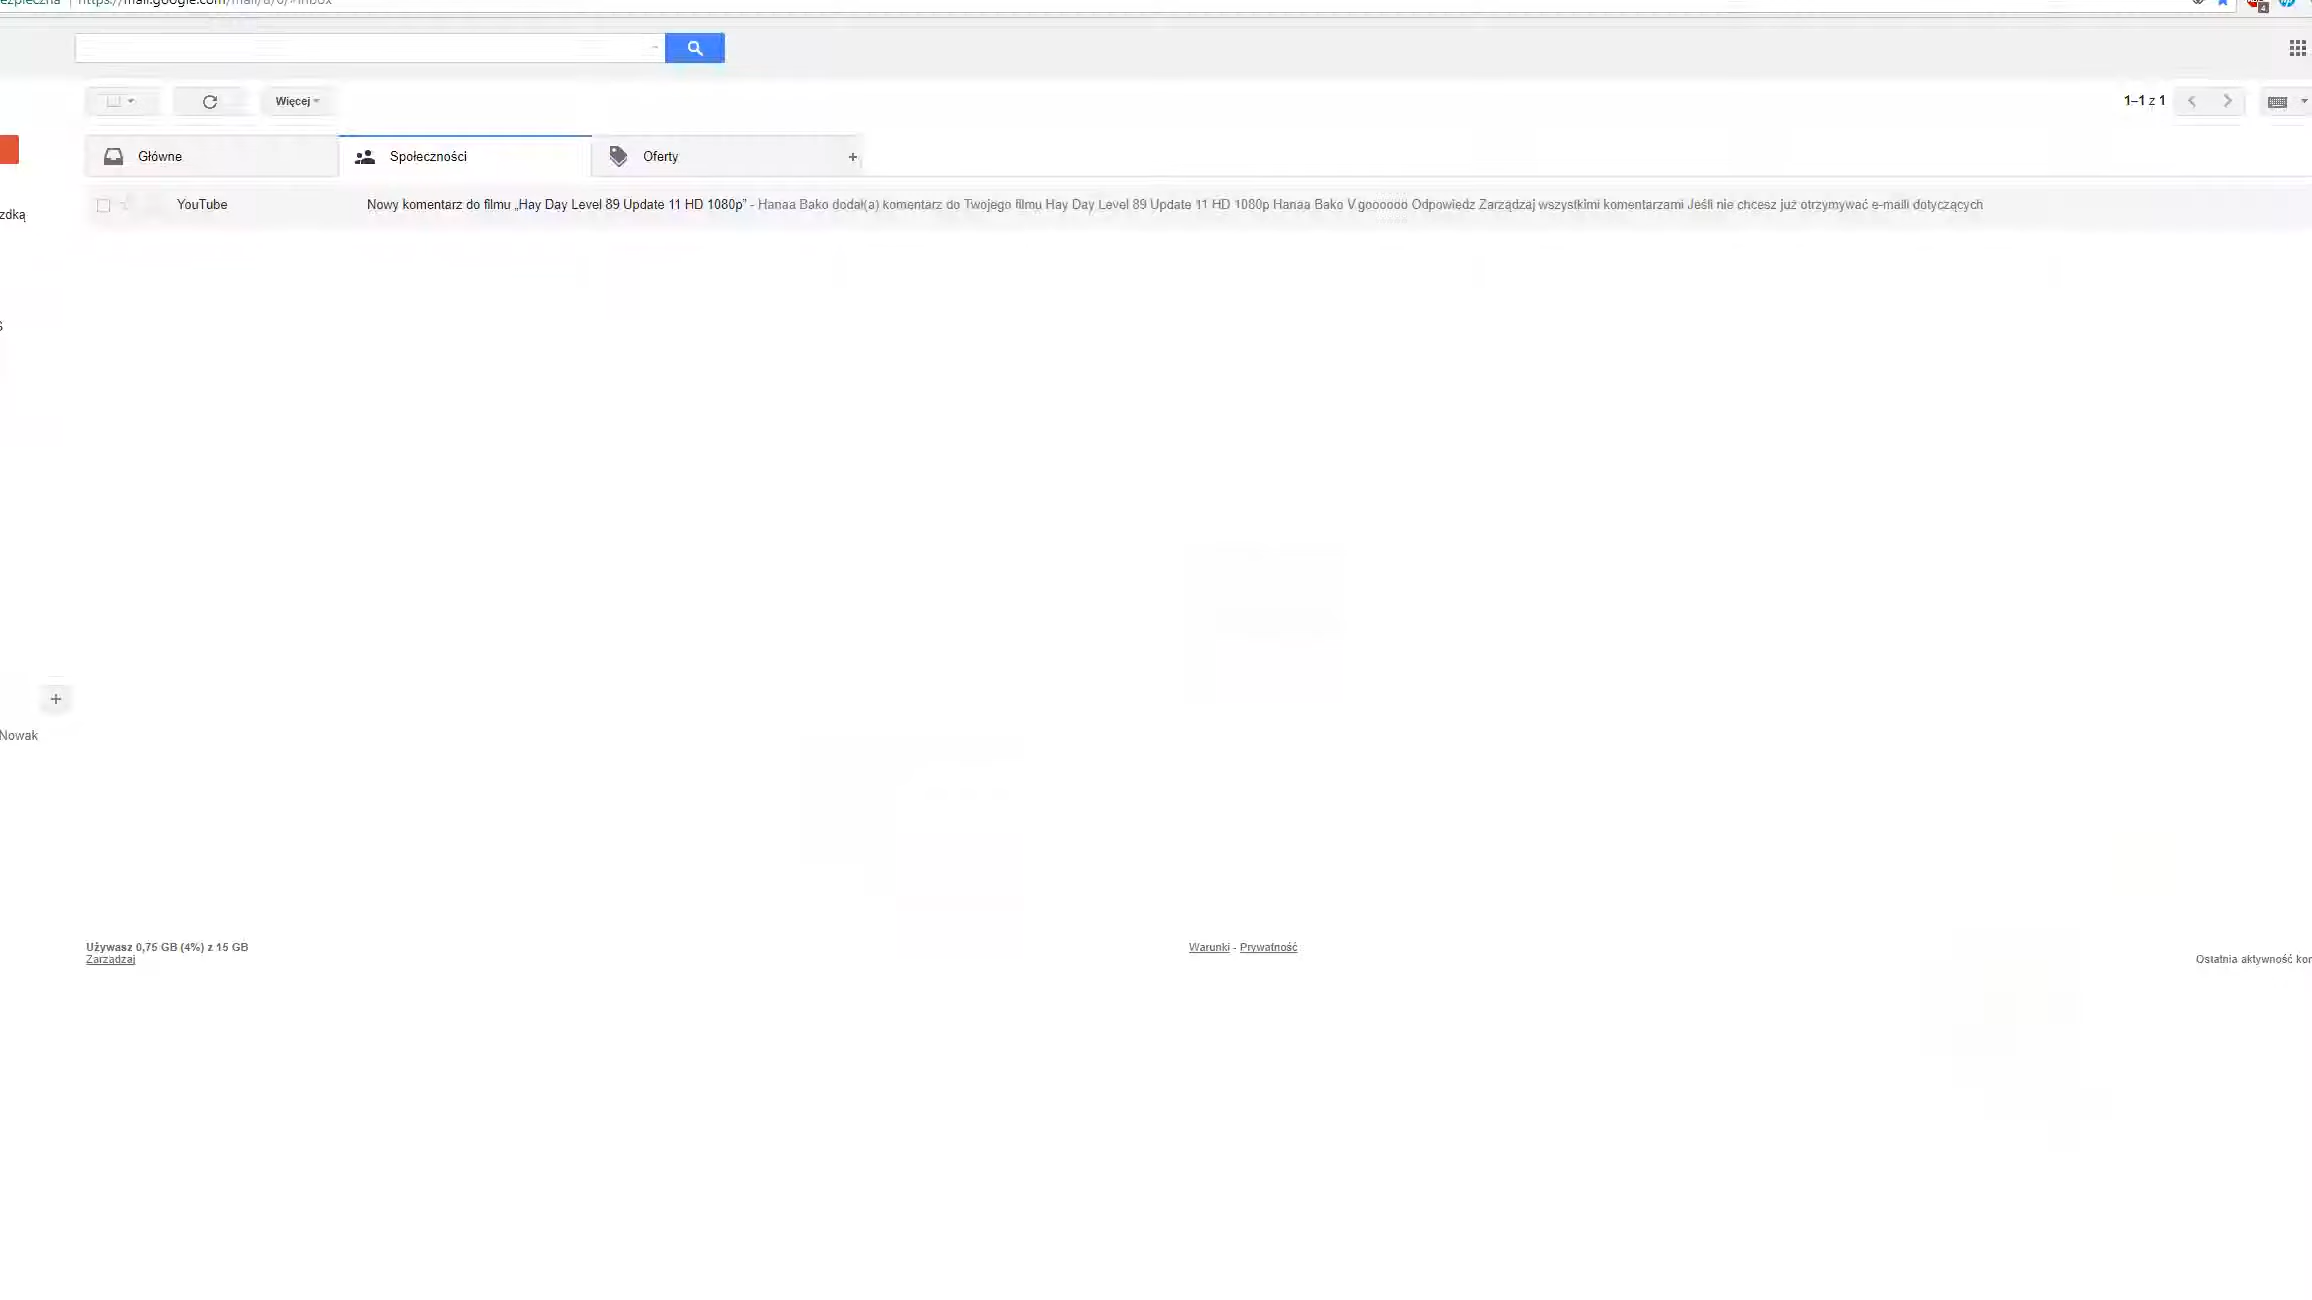 https://mail.google.com/mail/u/0/#inbox
4
Więcej
1–1 z 1
Główne
Społeczności
Oferty
YouTube
Nowy komentarz do filmu „Hay Day Level 89 Update 11 HD 1080p” - Hanaa Bako dodał(a) komentarz do Twojego filmu Hay Day Level 89 Update 11 HD 1080p Hanaa Bako V.goooooo Odpowiedz Zarządzaj wszystkimi komentarzami Jeśli nie chcesz już otrzymywać e-maili dotyczących
zdką
Nowak
Używasz 0,75 GB (4%) z 15 GB
Zarządzaj
Warunki - Prywatność
Ostatnia aktywność kon